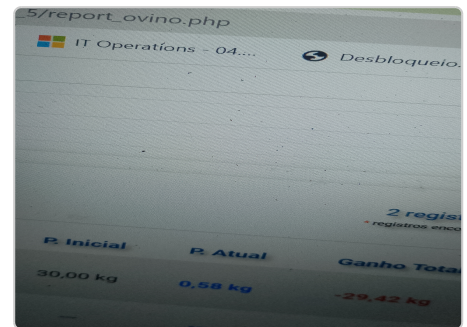 _5/report_ovino.php
IT Operations - 04.... Desbloqueio.
2 regist
* registros enco
P. Inicial P. Atual Ganho Total
30,00 kg 0,58 kg -29,42 kg